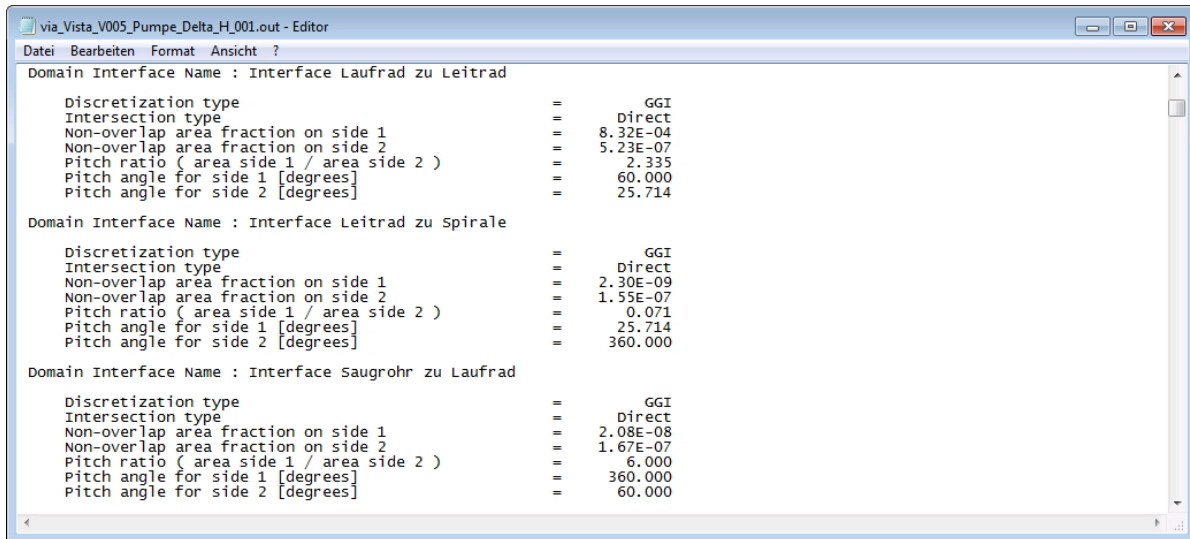 via_Vista_V005_Pumpe_Delta_H_001.out - Editor
Datei Bearbeiten Format Ansicht ?
Domain Interface Name : Interface Laufrad zu Leitrad
Discretization type = GGI
Intersection type = Direct
Non-overlap area fraction on side 1 = 8.32E-04
Non-overlap area fraction on side 2 = 5.23E-07
Pitch ratio ( area side 1 / area side 2 ) = 2.335
Pitch angle for side 1 [degrees] = 60.000
Pitch angle for side 2 [degrees] = 25.714
Domain Interface Name : Interface Leitrad zu Spirale
Discretization type = GGI
Intersection type = Direct
Non-overlap area fraction on side 1 = 2.30E-09
Non-overlap area fraction on side 2 = 1.55E-07
Pitch ratio ( area side 1 / area side 2 ) = 0.071
Pitch angle for side 1 [degrees] = 25.714
Pitch angle for side 2 [degrees] = 360.000
Domain Interface Name : Interface Saugrohr zu Laufrad
Discretization type = GGI
Intersection type = Direct
Non-overlap area fraction on side 1 = 2.08E-08
Non-overlap area fraction on side 2 = 1.67E-07
Pitch ratio ( area side 1 / area side 2 ) = 6.000
Pitch angle for side 1 [degrees] = 360.000
Pitch angle for side 2 [degrees] = 60.000